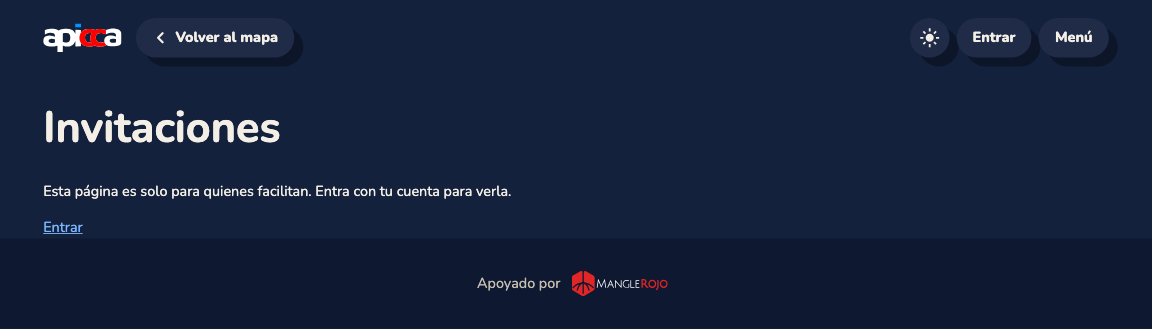 apicca
Volver al mapa
Entrar
Menú
Invitaciones
Esta página es solo para quienes facilitan. Entra con tu cuenta para verla.
Entrar
Apoyado por
MANGLEROJO